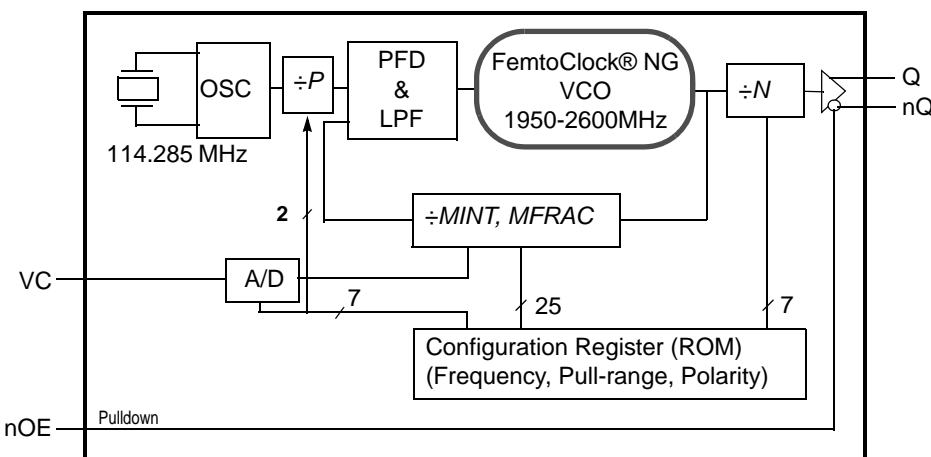 OSC
÷P
PFD
&
LPF
FemtoClock® NG
VCO
1950-2600MHz
÷N
Q
nQ
114.285 MHz
2
÷MINT, MFRAC
VC
A/D
7
25
7
Configuration Register (ROM)
(Frequency, Pull-range, Polarity)
nOE
Pulldown